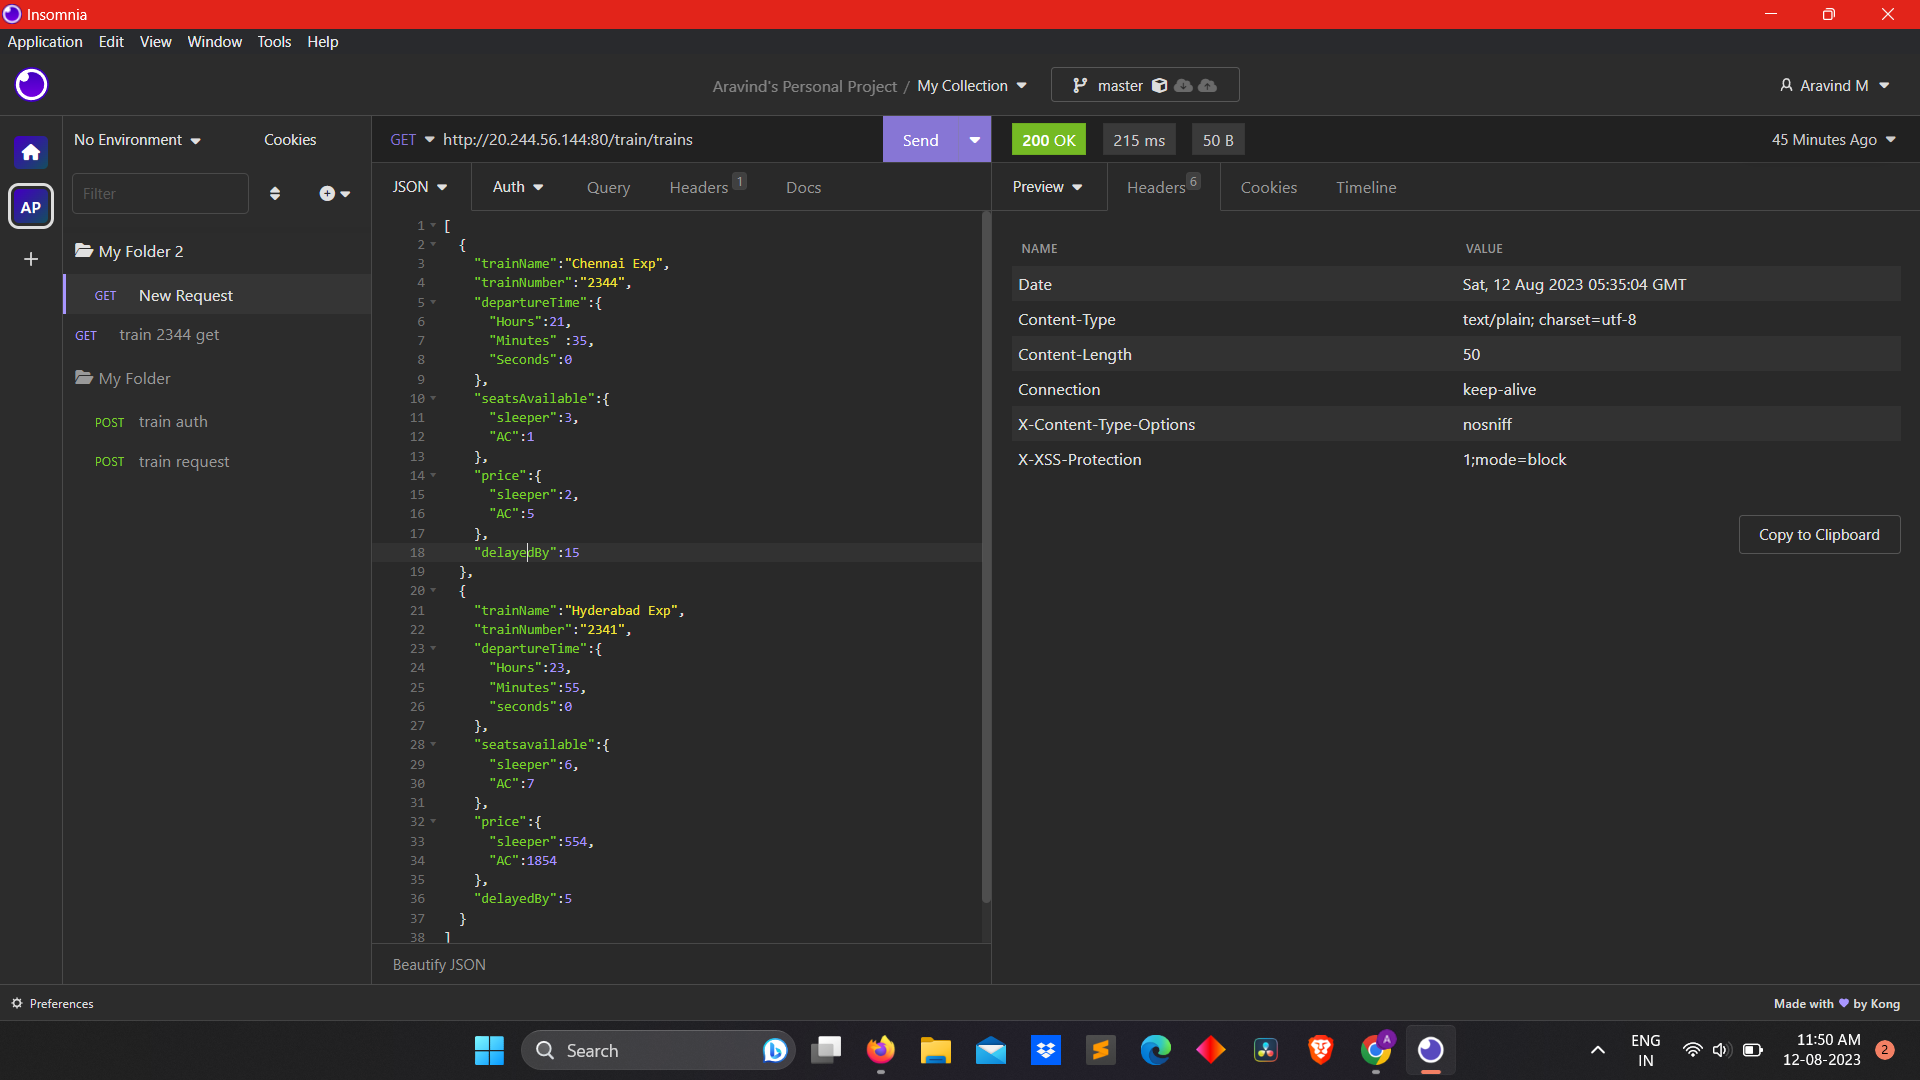 Insomnia
Application Edit View Window Tools Help
Aravind's Personal Project / My Collection master Aravind M
No Environment Cookies
GET http://20.244.56.144:80/train/trains Send 200 OK 215 ms 50 B 45 Minutes Ago
JSON Auth Query Headers 1 Docs Preview Headers 6 Cookies Timeline
Filter
AP
My Folder 2
GET New Request
GET train 2344 get
My Folder
POST train auth
POST train request
1 [
2 {
3 "trainName":"Chennai Exp",
4 "trainNumber":"2344",
5 "departureTime":{
6 "Hours":21,
7 "Minutes" :35,
8 "Seconds":0
9 },
10 "seatsAvailable":{
11 "sleeper":3,
12 "AC":1
13 },
14 "price":{
15 "sleeper":2,
16 "AC":5
17 },
18 "delayedBy":15
19 },
20 {
21 "trainName":"Hyderabad Exp",
22 "trainNumber":"2341",
23 "departureTime":{
24 "Hours":23,
25 "Minutes":55,
26 "seconds":0
27 },
28 "seatsavailable":{
29 "sleeper":6,
30 "AC":7
31 },
32 "price":{
33 "sleeper":554,
34 "AC":1854
35 },
36 "delayedBy":5
37 }
38 ]
Beautify JSON
NAME VALUE
Date Sat, 12 Aug 2023 05:35:04 GMT
Content-Type text/plain; charset=utf-8
Content-Length 50
Connection keep-alive
X-Content-Type-Options nosniff
X-XSS-Protection 1;mode=block
Copy to Clipboard
Preferences Made with by Kong
Search
A
ENG
IN
11:50 AM
12-08-2023
2